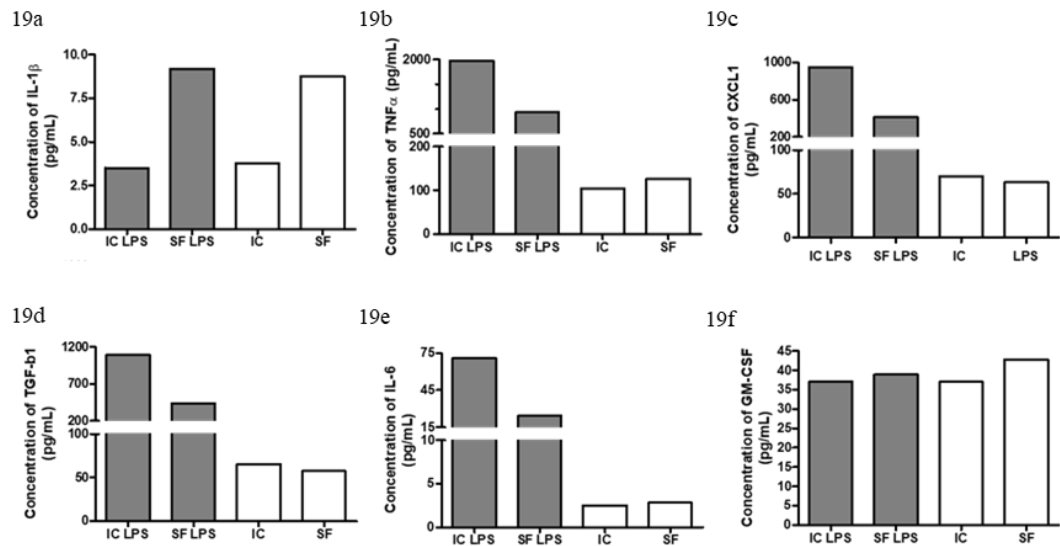 19a
Concentration of IL-1β
(pg/mL)
10.0
7.5
5.0
2.5
0.0
IC LPS SF LPS IC SF
19b
Concentration of TNFα (pg/mL)
2000
500
200
100
0
IC LPS SF LPS IC SF
19c
Concentration of CXCL1
(pg/mL)
1000
600
200
100
50
0
IC LPS SF LPS IC LPS
19d
Concentration of TGF-b1
(pg/mL)
1200
700
200
100
50
0
IC LPS SF LPS IC SF
19e
Concentration of IL-6
(pg/mL)
75
45
15
10
5
0
IC LPS SF LPS IC SF
19f
Concentration of GM-CSF
(pg/mL)
45
40
35
30
25
20
15
10
5
0
IC LPS SF LPS IC SF